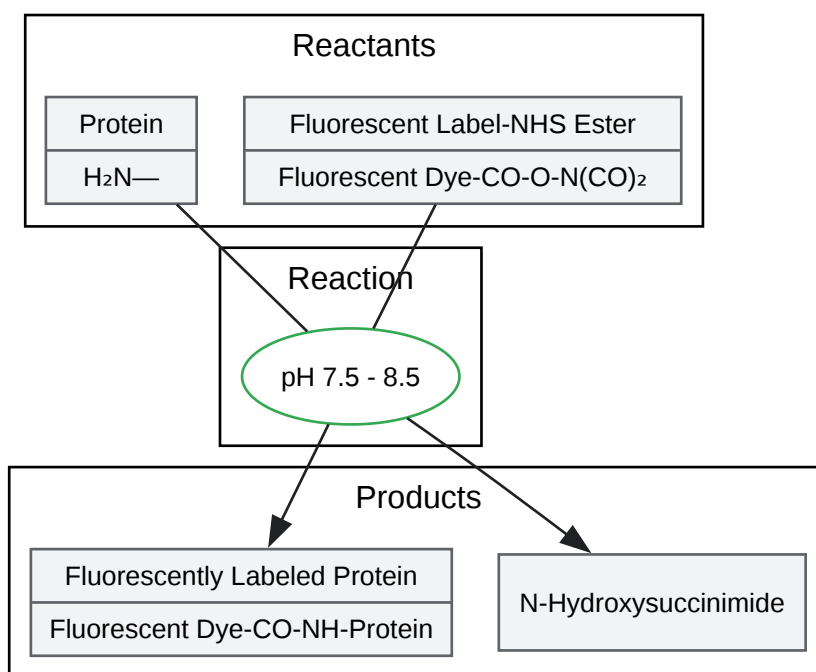 Reactants
Protein
H₂N—
Fluorescent Label-NHS Ester
Fluorescent Dye-CO-O-N(CO)₂
Reaction
pH 7.5 - 8.5
Products
Fluorescently Labeled Protein
Fluorescent Dye-CO-NH-Protein
N-Hydroxysuccinimide